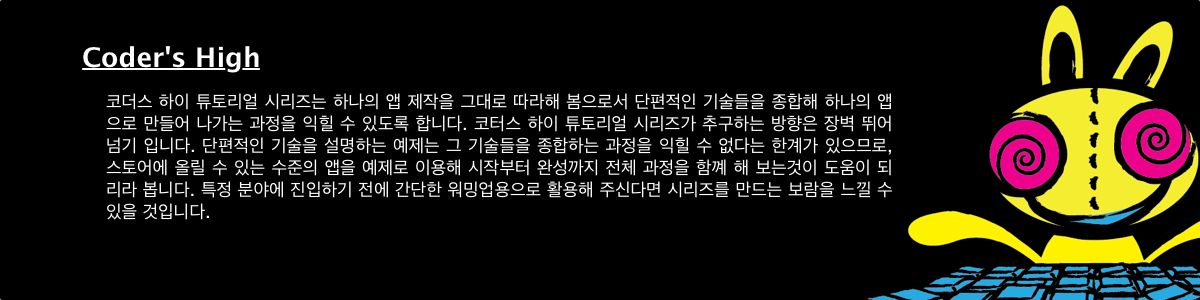 Coder's High
코더스 하이 튜토리얼 시리즈는 하나의 앱 제작을 그대로 따라해 봄으로서 단편적인 기술들을 종합해 하나의 앱
으로 만들어 나가는 과정을 익힐 수 있도록 합니다. 코터스 하이 튜토리얼 시리즈가 추구하는 방향은 장벽 뛰어
넘기 입니다. 단편적인 기술을 설명하는 예제는 그 기술들을 종합하는 과정을 익힐 수 없다는 한계가 있으므로,
스토어에 올릴 수 있는 수준의 앱을 예제로 이용해 시작부터 완성까지 전체 과정을 함꼐 해 보는것이 도움이 되
리라 봅니다. 특정 분야에 진입하기 전에 간단한 워밍업용으로 활용해 주신다면 시리즈를 만드는 보람을 느낄 수
있을 것입니다.